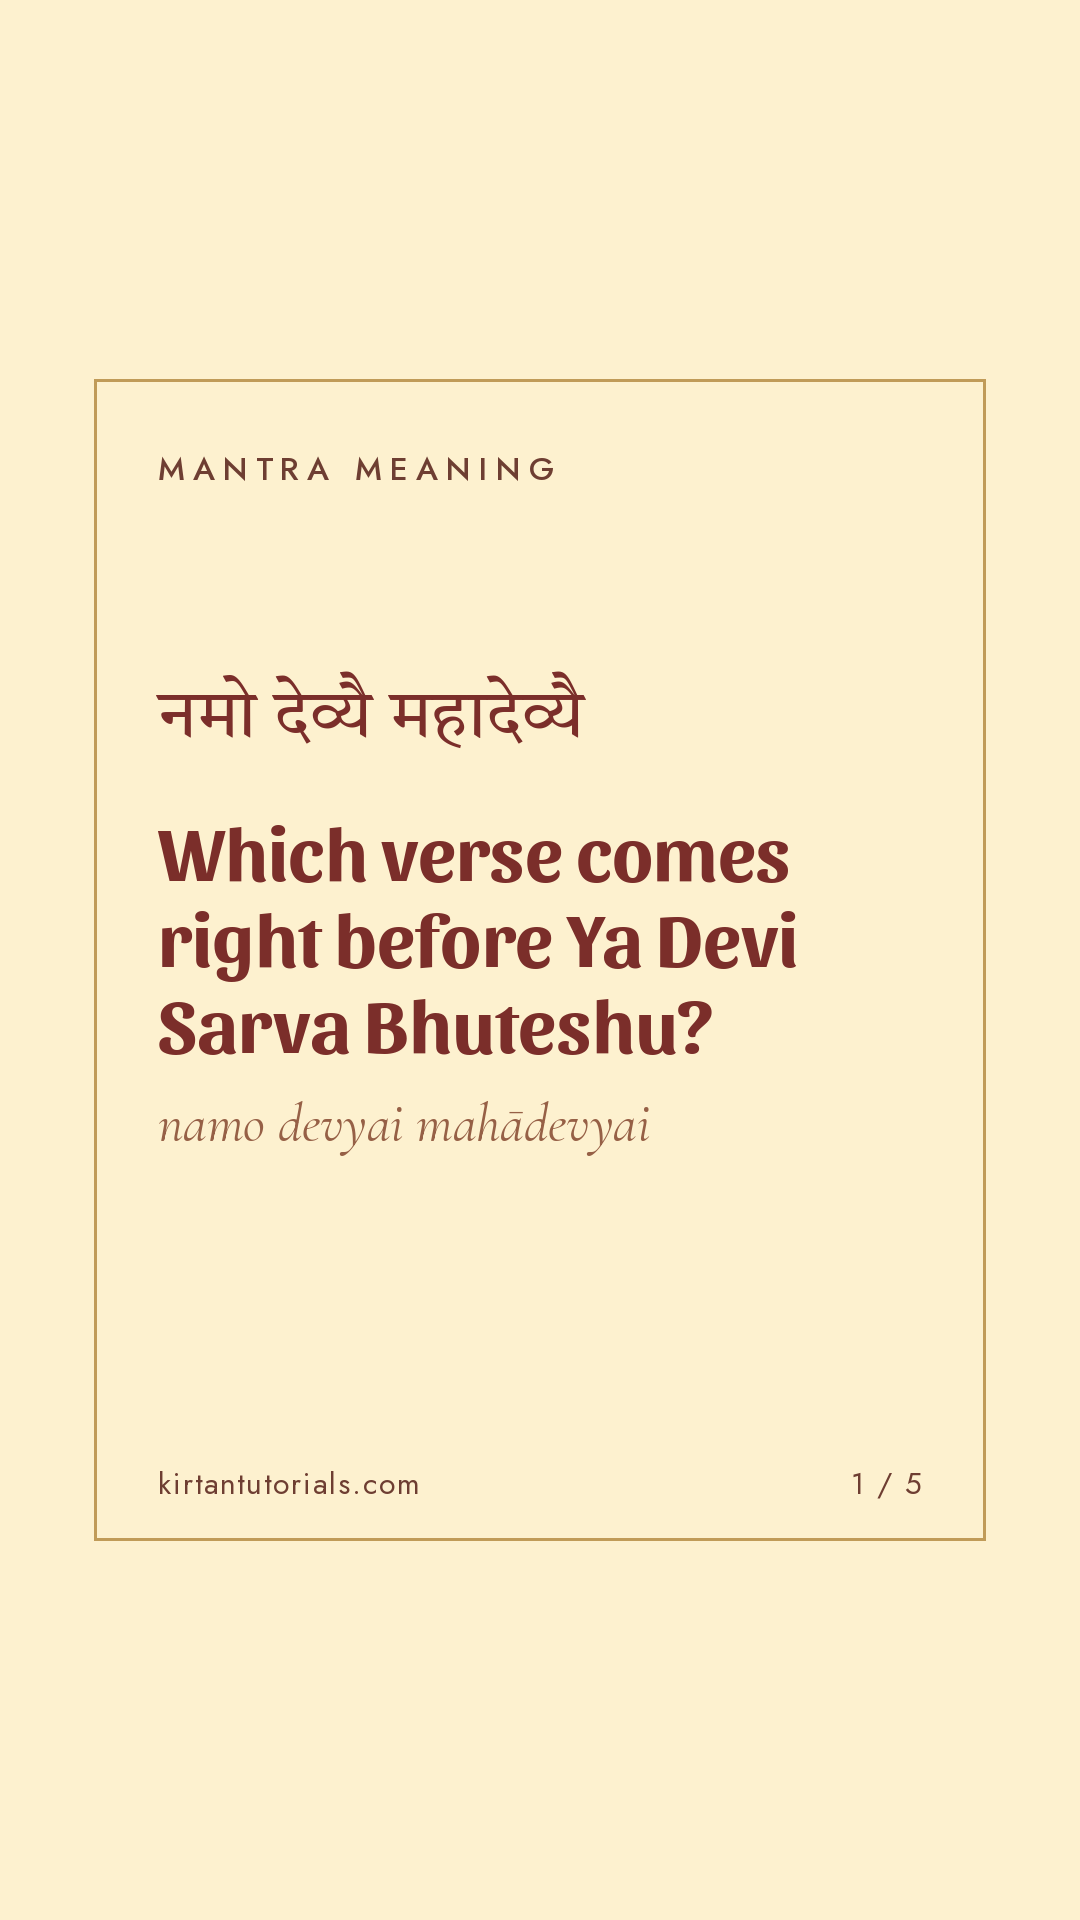 MANTRA MEANING
नमो देव्यै महादेव्यै
Which verse comes
right before Ya Devi
Sarva Bhuteshu?
namo devyai mahādevyai
kirtantutorials.com
1 / 5